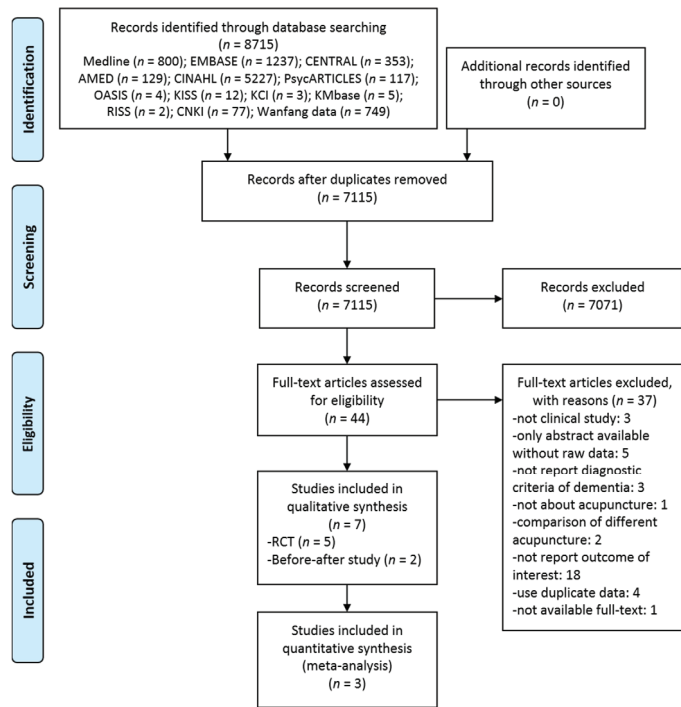 Identification
Records identified through database searching
(n = 8715)
Medline (n = 800); EMBASE (n = 1237); CENTRAL (n = 353);
AMED (n = 129); CINAHL (n = 5227); PsycARTICLES (n = 117);
OASIS (n = 4); KISS (n = 12); KCI (n = 3); KMbase (n = 5);
RISS (n = 2); CNKI (n = 77); Wanfang data (n = 749)
Additional records identified
through other sources
(n = 0)
Records after duplicates removed
(n = 7115)
Screening
Records screened
(n = 7115)
Records excluded
(n = 7071)
Eligibility
Full-text articles assessed
for eligibility
(n = 44)
Full-text articles excluded,
with reasons (n = 37)
-not clinical study: 3
-only abstract available
without raw data: 5
-not report diagnostic
criteria of dementia: 3
-not about acupuncture: 1
-comparison of different
acupuncture: 2
-not report outcome of
interest: 18
-use duplicate data: 4
-not available full-text: 1
Studies included in
qualitative synthesis
(n = 7)
-RCT (n = 5)
-Before-after study (n = 2)
Included
Studies included in
quantitative synthesis
(meta-analysis)
(n = 3)